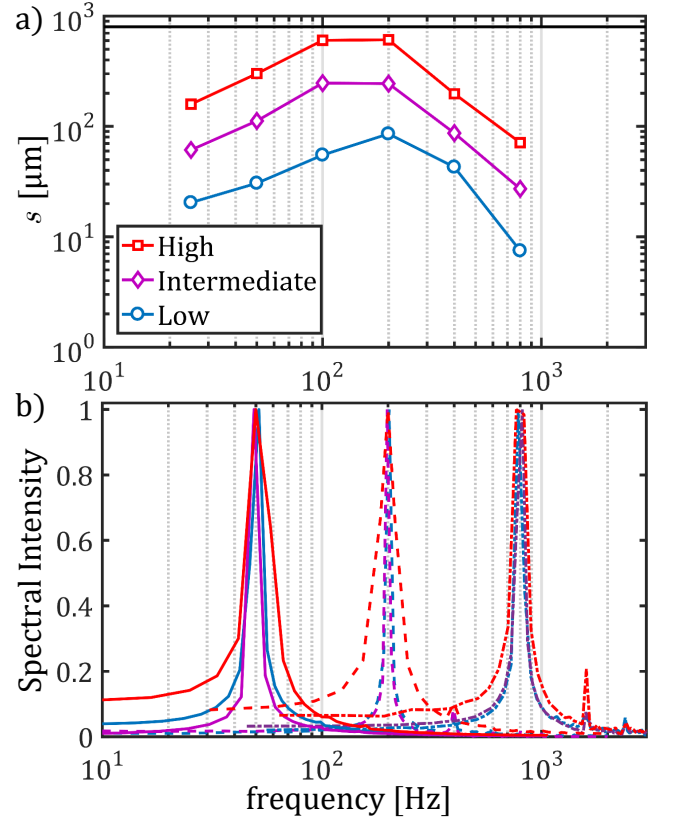 a)
10³
10²
10¹
10⁰
s [µm]
High
Intermediate
Low
10¹ 10² 10³
b)
1
0.8
0.6
0.4
0.2
0
Spectral Intensity
10¹ 10² 10³
frequency [Hz]